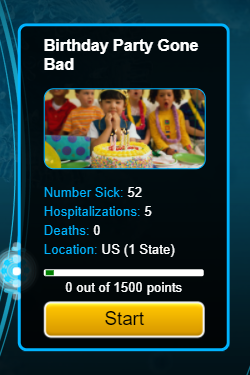 Birthday Party Gone
Bad
Number Sick: 52
Hospitalizations: 5
Deaths: 0
Location: US (1 State)
0 out of 1500 points
Start